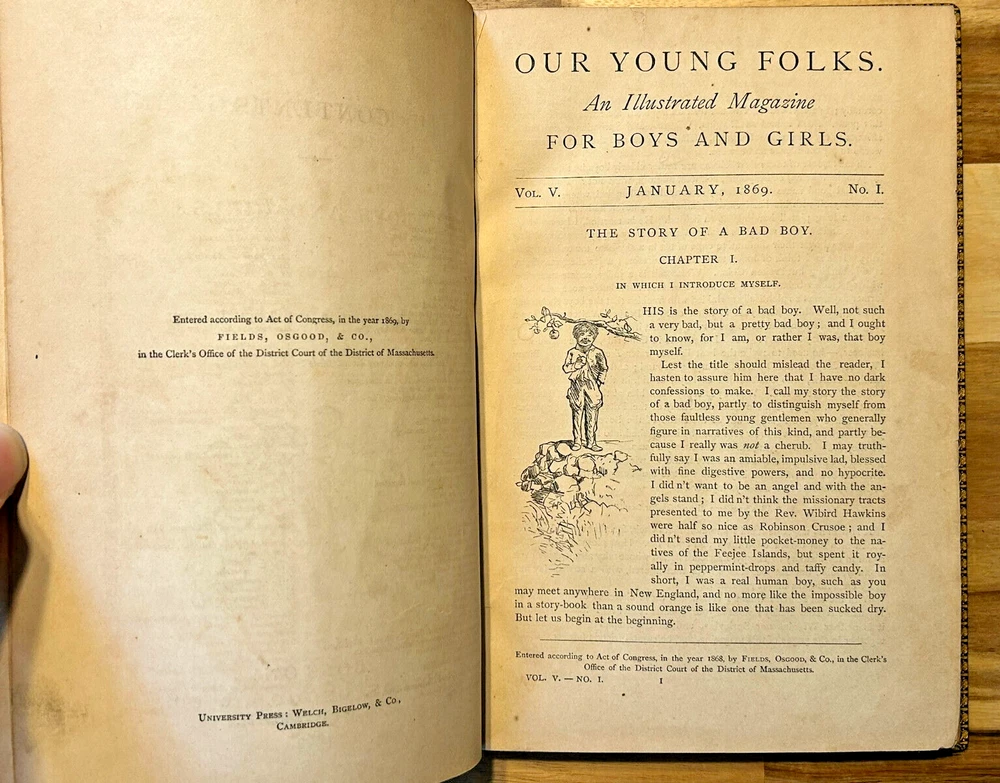 Entered according to Act of Congress, in the year 1869, by
FIELDS, OSGOOD, & CO.,
in the Clerk's Office of the District Court of the District of Massachusetts.
UNIVERSITY PRESS: WELCH, BIGELOW, & CO.,
CAMBRIDGE.
OUR YOUNG FOLKS.
An Illustrated Magazine
FOR BOYS AND GIRLS.
VOL. V. JANUARY, 1869. No. I.
THE STORY OF A BAD BOY.
CHAPTER I.
IN WHICH I INTRODUCE MYSELF.
HIS is the story of a bad boy. Well, not such
a very bad, but a pretty bad boy; and I ought
to know, for I am, or rather I was, that boy
myself.
Lest the title should mislead the reader, I
hasten to assure him here that I have no dark
confessions to make. I call my story the story
of a bad boy, partly to distinguish myself from
those faultless young gentlemen who generally
figure in narratives of this kind, and partly be-
cause I really was not a cherub. I may truth-
fully say I was an amiable, impulsive lad, blessed
with fine digestive powers, and no hypocrite.
I did n't want to be an angel and with the an-
gels stand; I did n't think the missionary tracts
presented to me by the Rev. Wibird Hawkins
were half so nice as Robinson Crusoe; and I
did n't send my little pocket-money to the na-
tives of the Feejee Islands, but spent it roy-
ally in peppermint-drops and taffy candy. In
short, I was a real human boy, such as you
may meet anywhere in New England, and no more like the impossible boy
in a story-book than a sound orange is like one that has been sucked dry.
But let us begin at the beginning.
Entered according to Act of Congress, in the year 1868, by FIELDS, OSGOOD, & CO., in the Clerk's
Office of the District Court of the District of Massachusetts.
VOL. V. — NO. I. 1